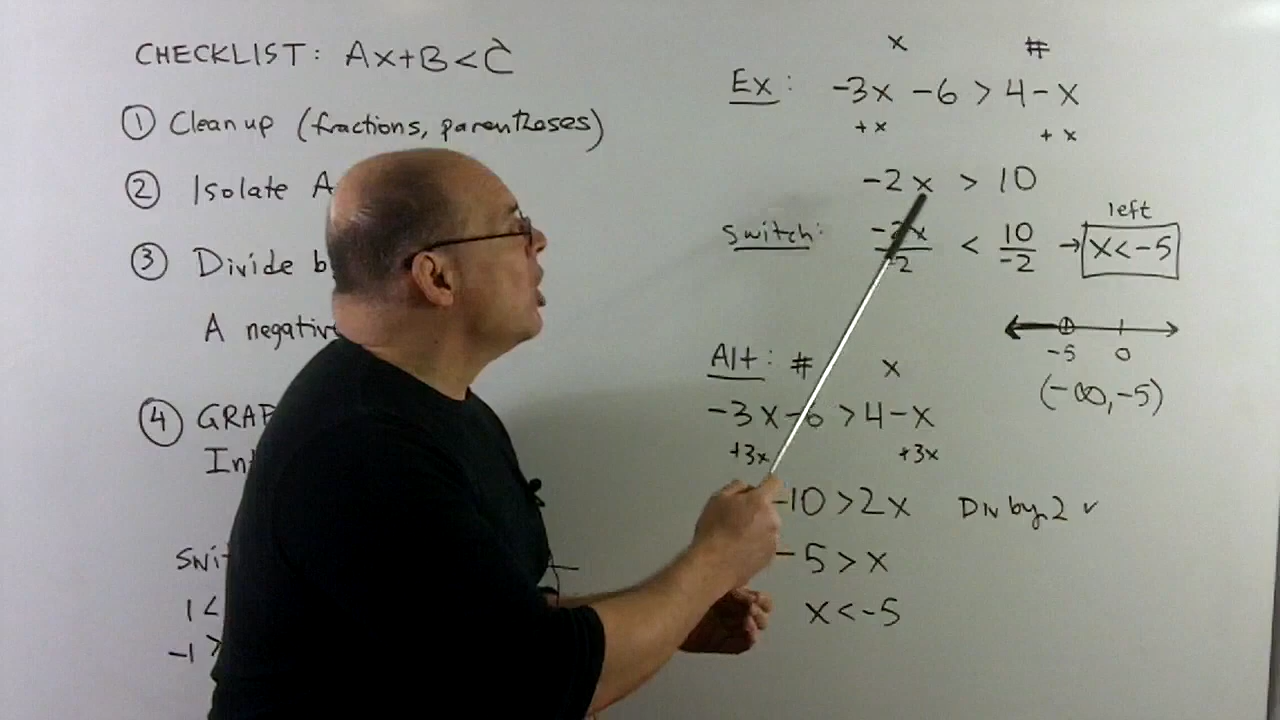 CHECKLIST: Ax+B<C
① Clean up (fractions, parentheses)
② Isolate A
③ Divide b
A negative
④ GRAP
In
Swi
1 <
-1 >
x #
Ex: -3x -6 > 4 - x
+x +x
-2x > 10
Switch: -2x/-2 < 10/-2 → x < -5
left
-5 0
(-∞, -5)
Alt: # x
-3x -6 > 4 - x
+3x +3x
-10 > 2x Div by 2 ✓
-5 > x
x < -5